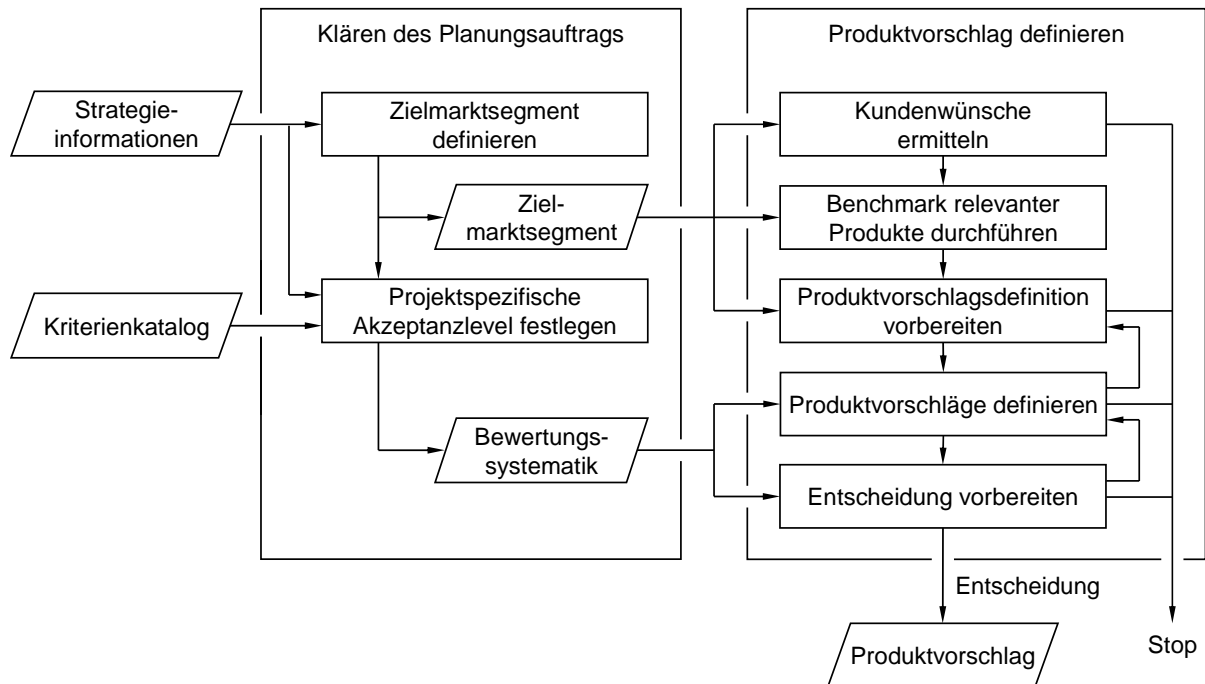 Klären des Planungsauftrags
Produktvorschlag definieren
Strategie-
informationen
Zielmarktsegment
definieren
Kundenwünsche
ermitteln
Ziel-
marktsegment
Benchmark relevanter
Produkte durchführen
Kriterienkatalog
Projektspezifische
Akzeptanzlevel festlegen
Produktvorschlagsdefinition
vorbereiten
Produktvorschläge definieren
Bewertungs-
systematik
Entscheidung vorbereiten
Entscheidung
Produktvorschlag
Stop